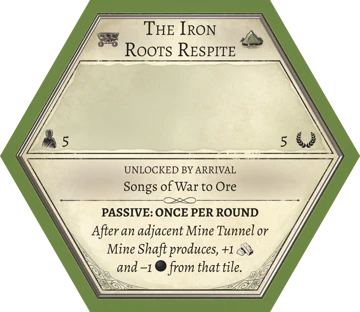 The Iron
Roots Respite
5 5
UNLOCKED BY ARRIVAL
Songs of War to Ore
PASSIVE: ONCE PER ROUND
After an adjacent Mine Tunnel or
Mine Shaft produces, +1
and –1 from that tile.